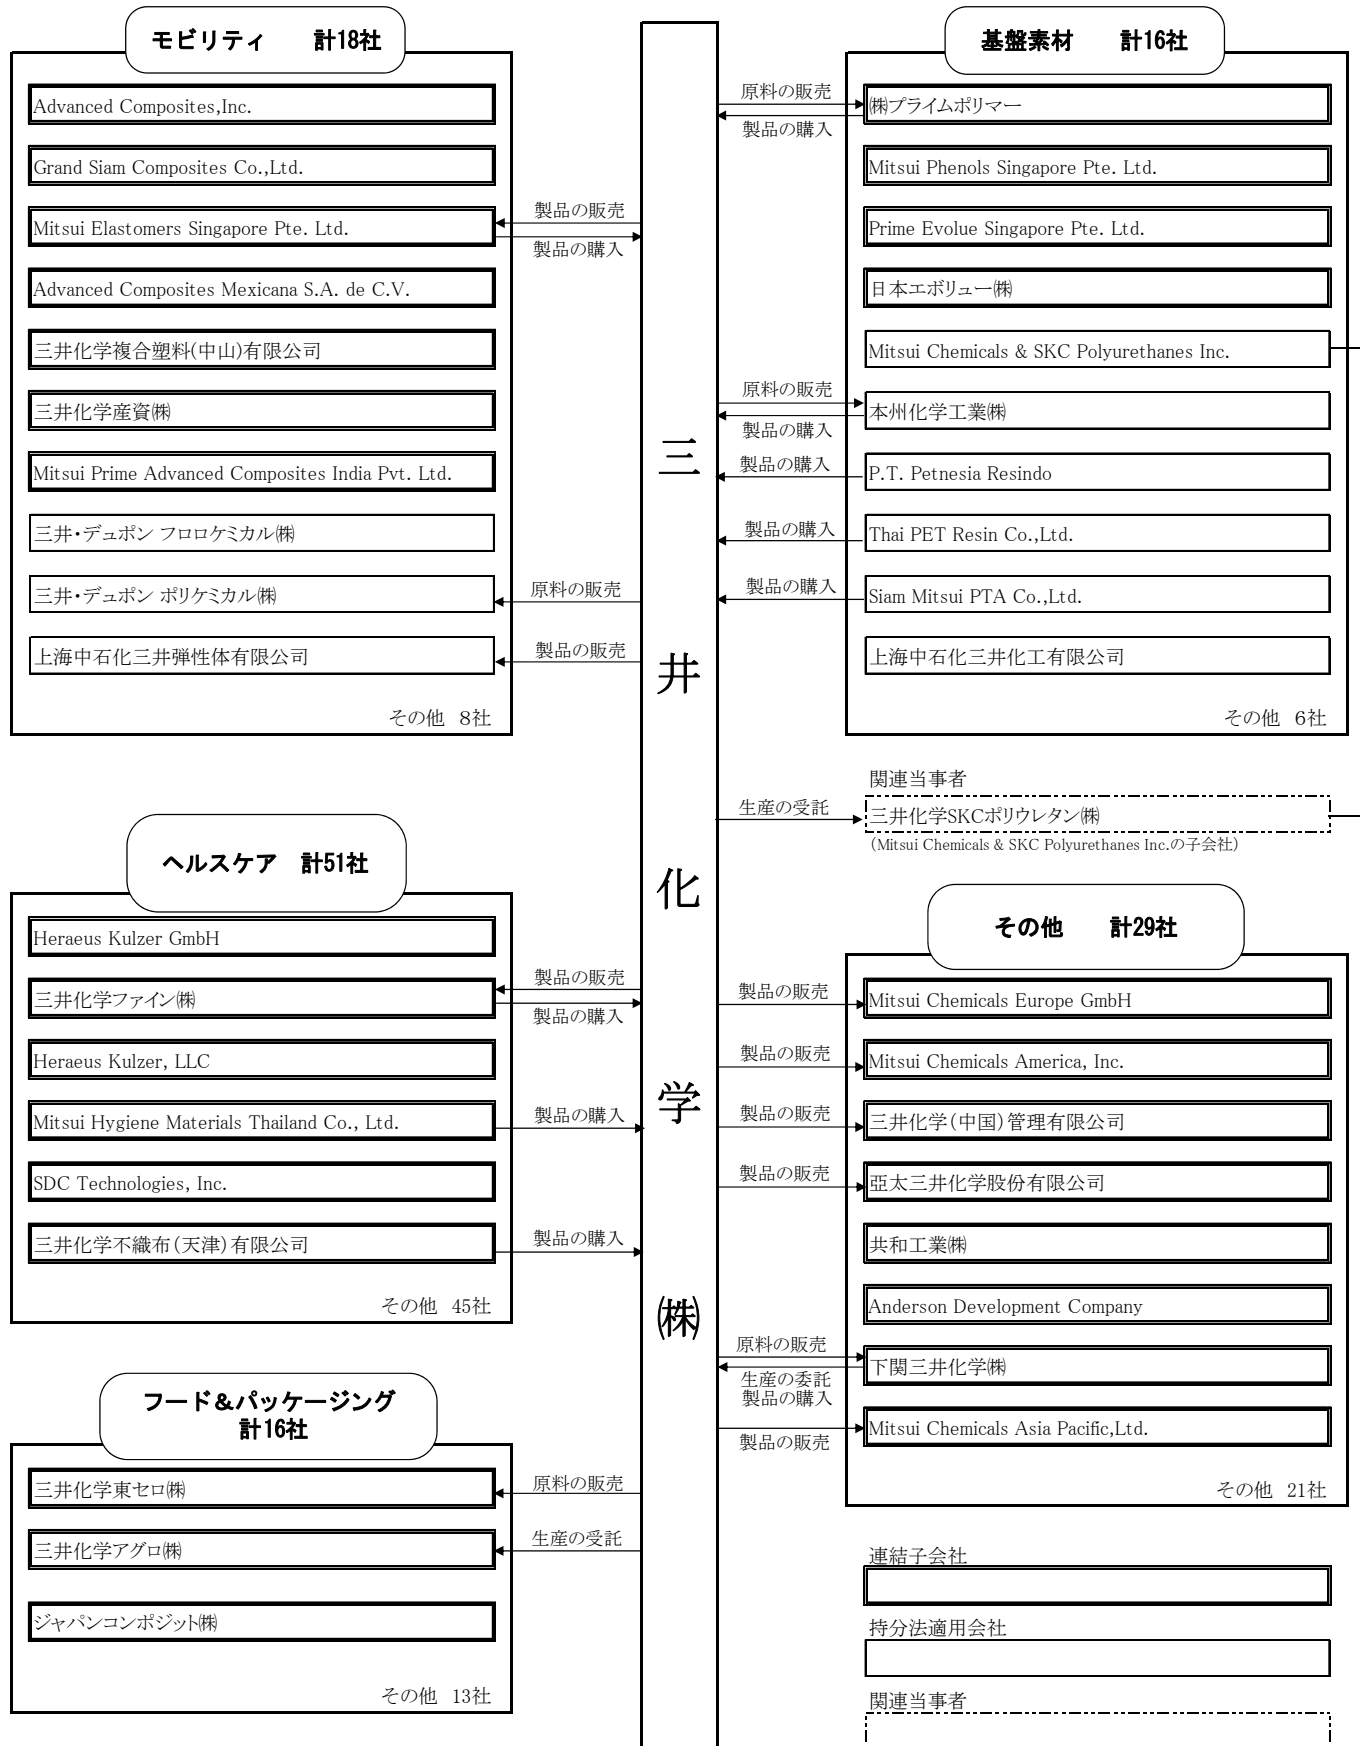 モビリティ　計18社
Advanced Composites,Inc.
Grand Siam Composites Co.,Ltd.
Mitsui Elastomers Singapore Pte. Ltd.
製品の販売
製品の購入
Advanced Composites Mexicana S.A. de C.V.
三井化学複合塑料(中山)有限公司
三井化学産資㈱
Mitsui Prime Advanced Composites India Pvt. Ltd.
三井・デュポン フロロケミカル㈱
三井・デュポン ポリケミカル㈱
原料の販売
上海中石化三井弾性体有限公司
製品の販売
その他　8社
ヘルスケア　計51社
Heraeus Kulzer GmbH
三井化学ファイン㈱
製品の販売
製品の購入
Heraeus Kulzer, LLC
Mitsui Hygiene Materials Thailand Co., Ltd.
製品の購入
SDC Technologies, Inc.
三井化学不織布（天津）有限公司
製品の購入
その他　45社
フード＆パッケージング
計16社
三井化学東セロ㈱
原料の販売
三井化学アグロ㈱
生産の受託
ジャパンコンポジット㈱
その他　13社
三井化学㈱
基盤素材　計16社
原料の販売
製品の購入
㈱プライムポリマー
Mitsui Phenols Singapore Pte. Ltd.
Prime Evolue Singapore Pte. Ltd.
日本エボリュー㈱
Mitsui Chemicals & SKC Polyurethanes Inc.
原料の販売
製品の購入
本州化学工業㈱
製品の購入
P.T. Petnesia Resindo
製品の購入
Thai PET Resin Co.,Ltd.
製品の購入
Siam Mitsui PTA Co.,Ltd.
上海中石化三井化工有限公司
その他　6社
関連当事者
生産の受託
三井化学SKCポリウレタン㈱
(Mitsui Chemicals & SKC Polyurethanes Inc.の子会社)
その他　計29社
製品の販売
Mitsui Chemicals Europe GmbH
製品の販売
Mitsui Chemicals America, Inc.
製品の販売
三井化学（中国）管理有限公司
製品の販売
亞太三井化学股份有限公司
共和工業㈱
Anderson Development Company
原料の販売
生産の委託
製品の購入
下関三井化学㈱
製品の販売
Mitsui Chemicals Asia Pacific,Ltd.
その他　21社
連結子会社
持分法適用会社
関連当事者